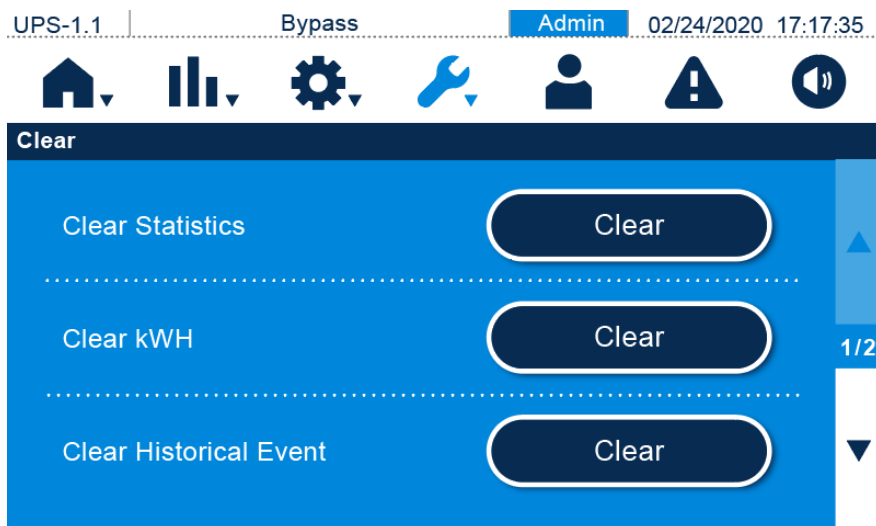 UPS-1.1 Bypass Admin 02/24/2020 17:17:35
Clear
Clear Statistics Clear
Clear kWH Clear
1/2
Clear Historical Event Clear